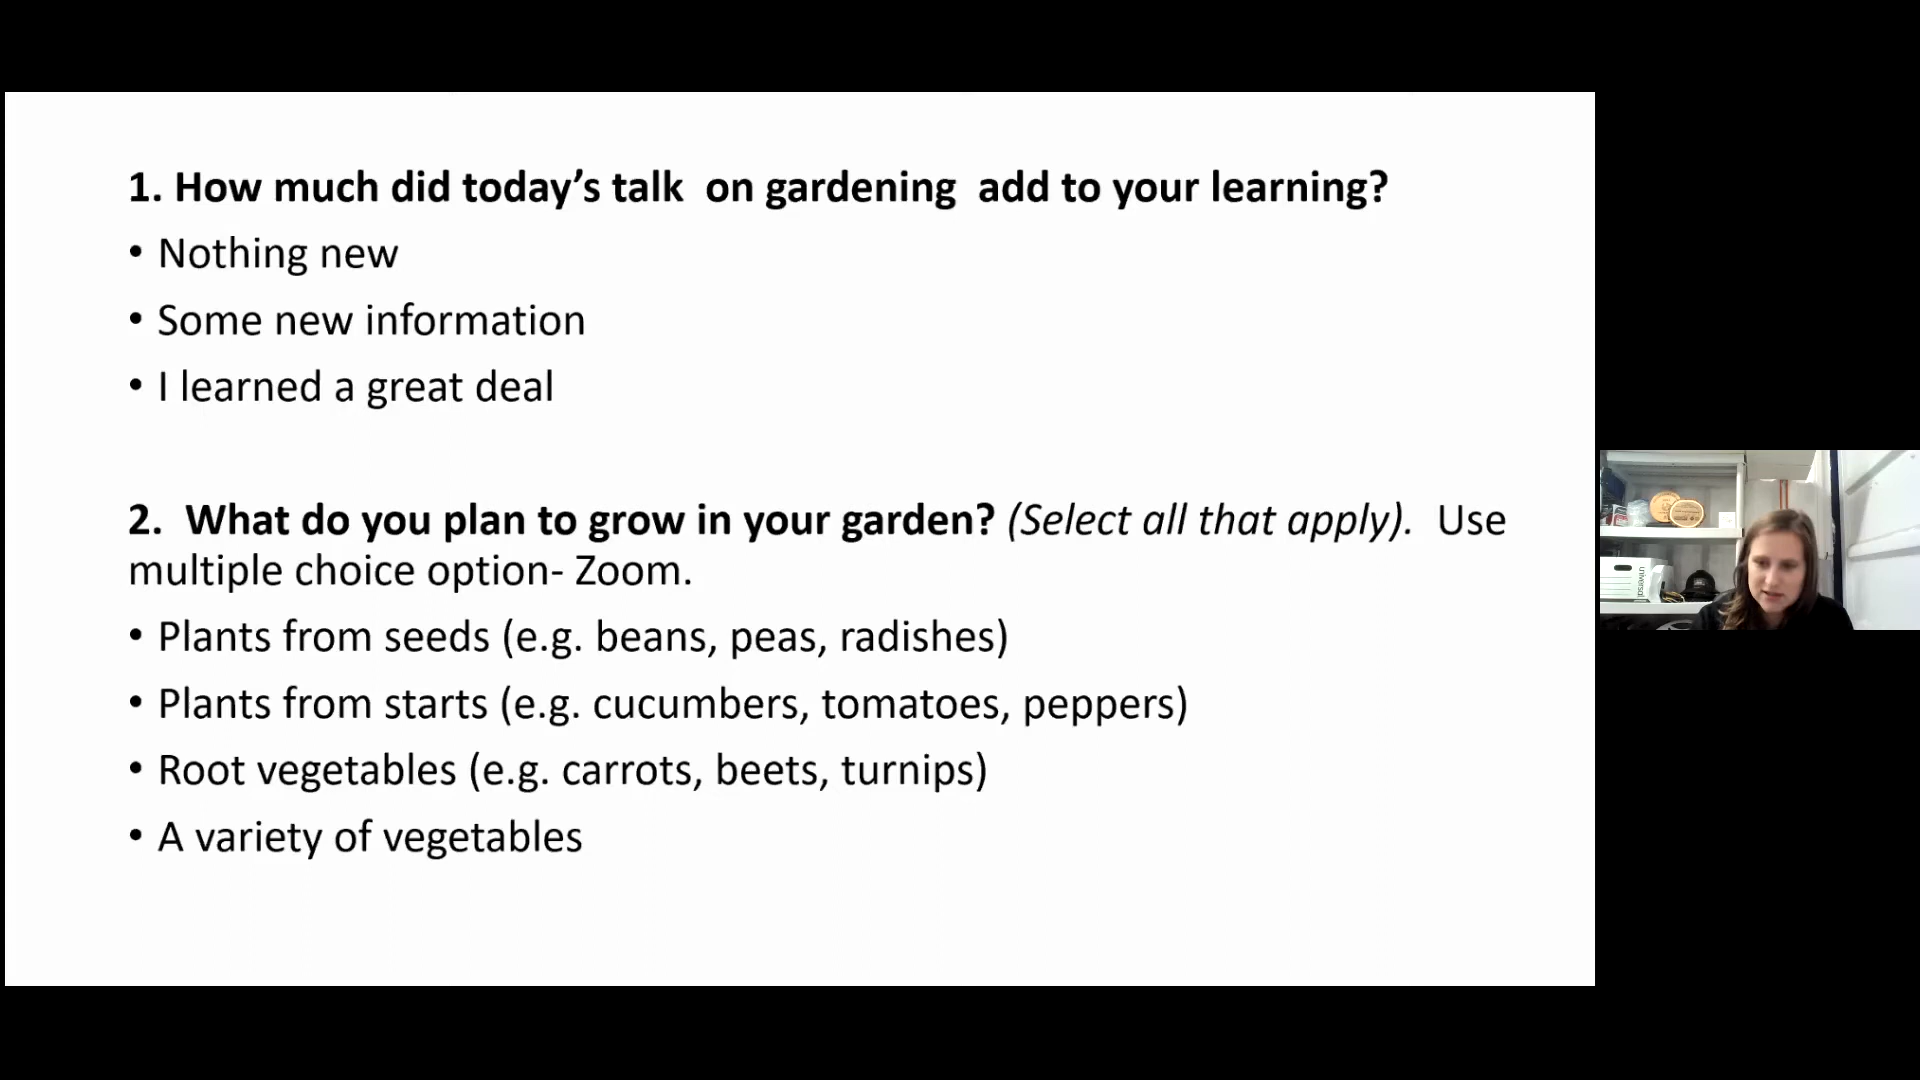 1. How much did today’s talk  on gardening  add to your learning?
• Nothing new
• Some new information
• I learned a great deal
2.  What do you plan to grow in your garden? (Select all that apply).  Use
multiple choice option- Zoom.
• Plants from seeds (e.g. beans, peas, radishes)
• Plants from starts (e.g. cucumbers, tomatoes, peppers)
• Root vegetables (e.g. carrots, beets, turnips)
• A variety of vegetables
universal